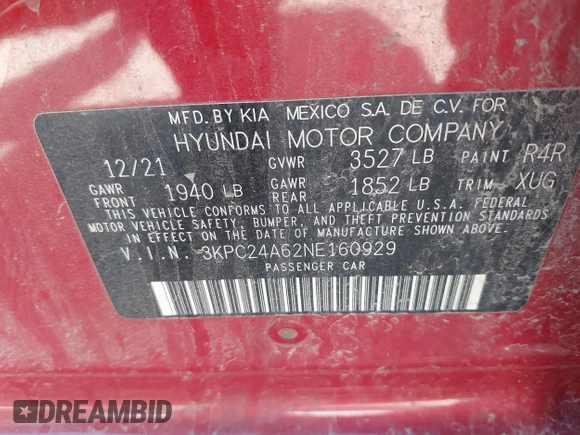 MFD. BY KIA MEXICO S.A. DE C.V. FOR
HYUNDAI MOTOR COMPANY
12/21 GVWR 3527 LB PAINT R4R
GAWR FRONT 1940 LB GAWR REAR 1852 LB TRIM XUG
THIS VEHICLE CONFORMS TO ALL APPLICABLE U.S.A. FEDERAL
MOTOR VEHICLE SAFETY, BUMPER, AND THEFT PREVENTION STANDARDS
IN EFFECT ON THE DATE OF MANUFACTURE SHOWN ABOVE.
V.I.N. 3KPC24A62NE160929
PASSENGER CAR
DREAMBID